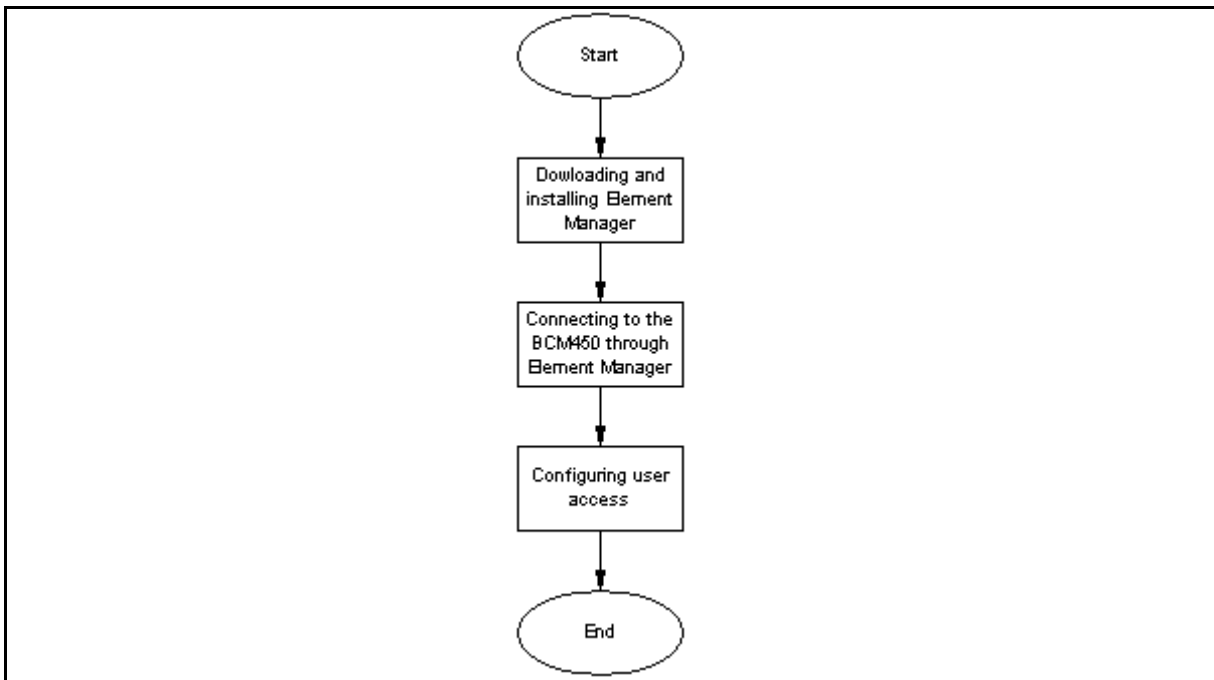 Start
Dowloading and
installing Element
Manager
Connecting to the
BCM450 through
Element Manager
Configuring user
access
End